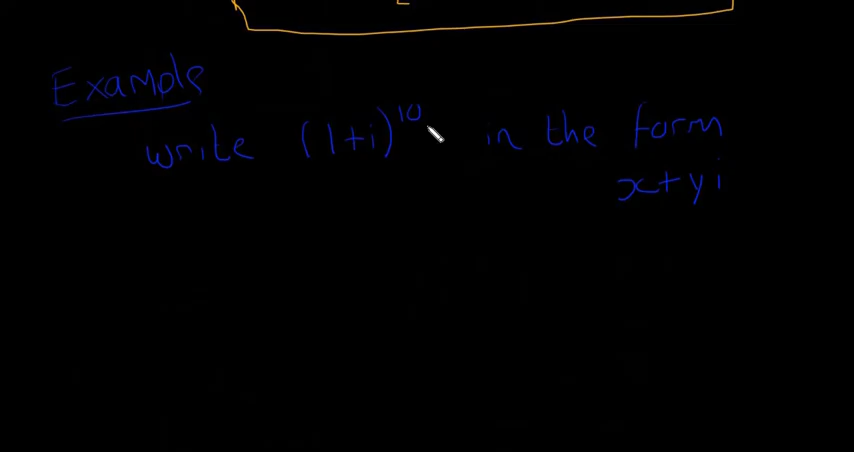 Example
write (1+i)¹⁰ in the form
x+yi